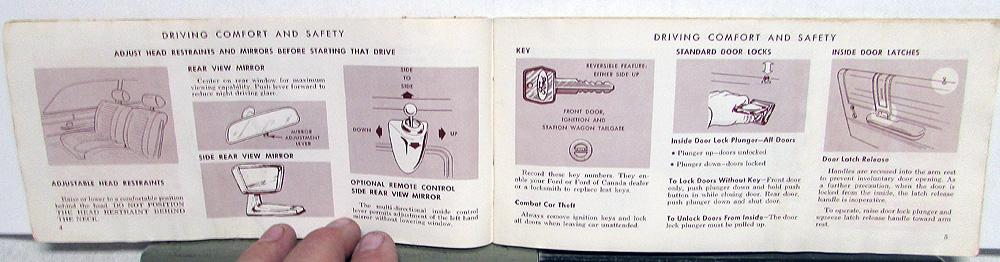 DRIVING COMFORT AND SAFETY
ADJUST HEAD RESTRAINTS AND MIRRORS BEFORE STARTING THAT DRIVE
ADJUSTABLE HEAD RESTRAINTS
Raise or lower to a comfortable position
behind the head. DO NOT POSITION
THE HEAD RESTRAINT BEHIND
THE NECK.
4
REAR VIEW MIRROR
Center on rear window for maximum
viewing capability. Push lever forward to
reduce night driving glare.
MIRROR
ADJUSTMENT
LEVER
SIDE REAR VIEW MIRROR
SIDE
TO
SIDE
DOWN
UP
OPTIONAL REMOTE CONTROL
SIDE REAR VIEW MIRROR
The multi-directional inside control
lever permits adjustment of the left hand
mirror without lowering window.
DRIVING COMFORT AND SAFETY
KEY
REVERSIBLE FEATURE:
EITHER SIDE UP
FRONT DOOR,
IGNITION AND
STATION WAGON TAILGATE
Record these key numbers. They en-
able your Ford or Ford of Canada dealer
or a locksmith to replace lost keys.
Combat Car Theft
Always remove ignition keys and lock
all doors when leaving car unattended.
STANDARD DOOR LOCKS
Inside Door Lock Plunger—All Doors
• Plunger up—doors unlocked
• Plunger down—doors locked
To Lock Doors Without Key—Front door
only, push plunger down and hold push
button in while closing door. Rear door,
push plunger down and shut door.
To Unlock Doors From Inside—The door
lock plunger must be pulled up.
INSIDE DOOR LATCHES
Door Latch Release
Handles are recessed into the arm rest
to prevent involuntary door opening. As
a further precaution, when the door is
locked from the inside, the latch release
handle is inoperative.
To operate, raise door lock plunger and
squeeze latch release handle toward arm
rest.
5